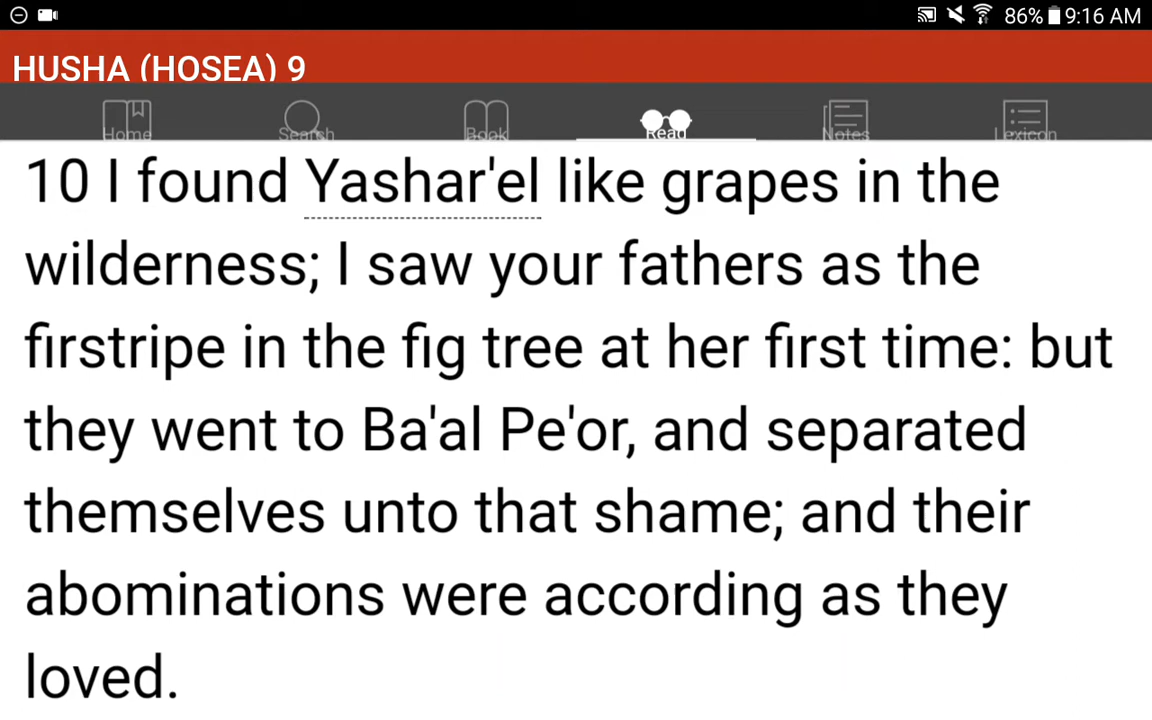 86% 9:16 AM
HUSHA (HOSEA) 9
Home Search Book Read Notes Lexicon
10 I found Yashar'el like grapes in the
wilderness; I saw your fathers as the
firstripe in the fig tree at her first time: but
they went to Ba'al Pe'or, and separated
themselves unto that shame; and their
abominations were according as they
loved.